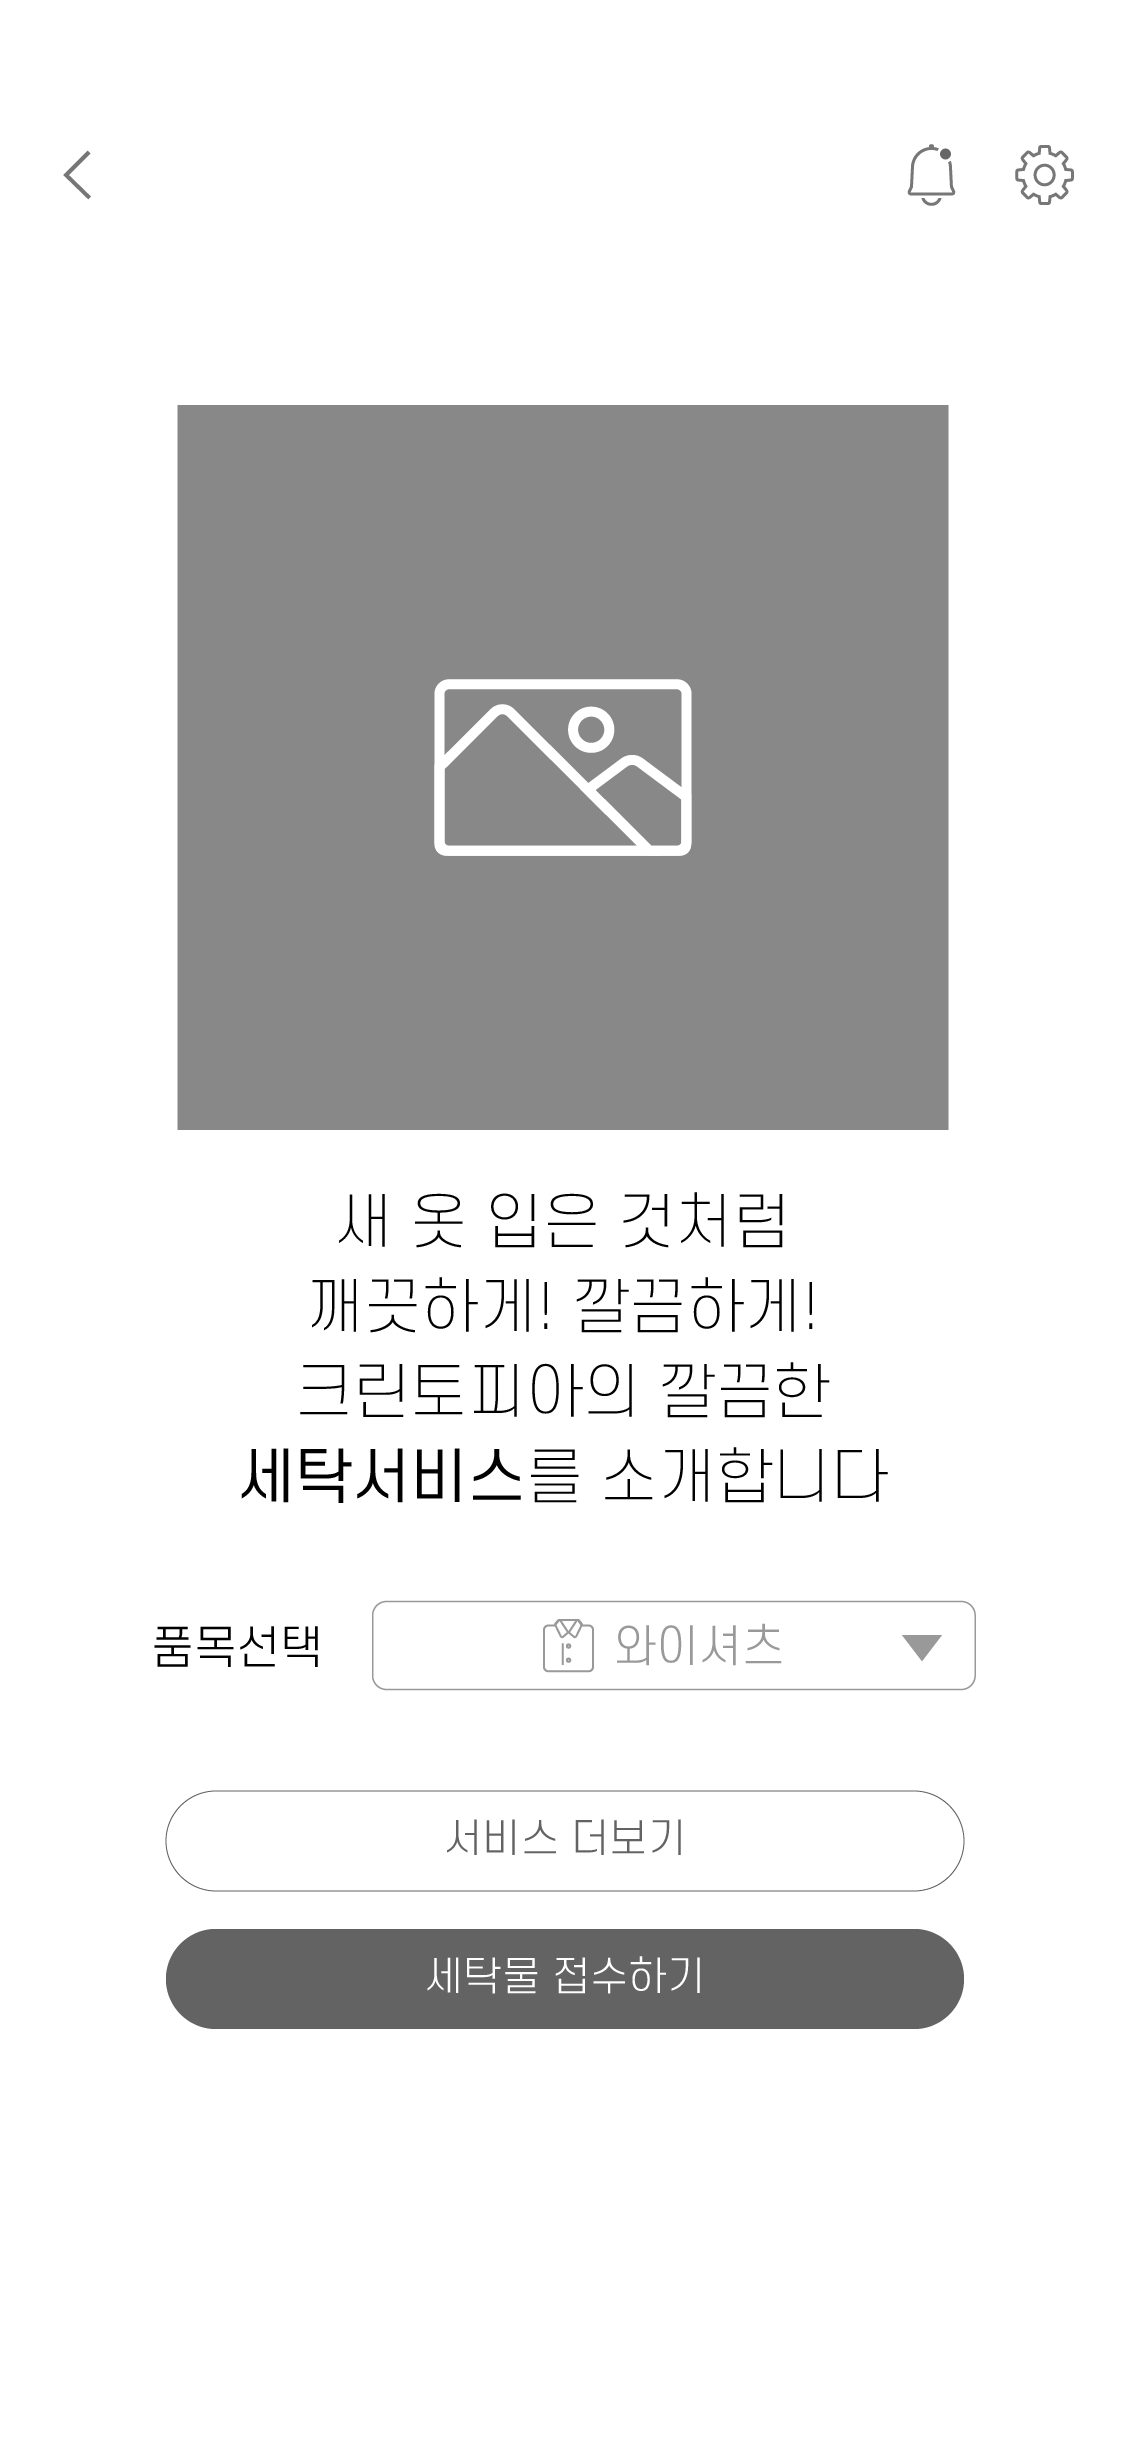 새 옷 입은 것처럼
깨끗하게! 깔끔하게!
크린토피아의 깔끔한
세탁서비스를 소개합니다
품목선택
와이셔츠
서비스 더보기
세탁물 접수하기